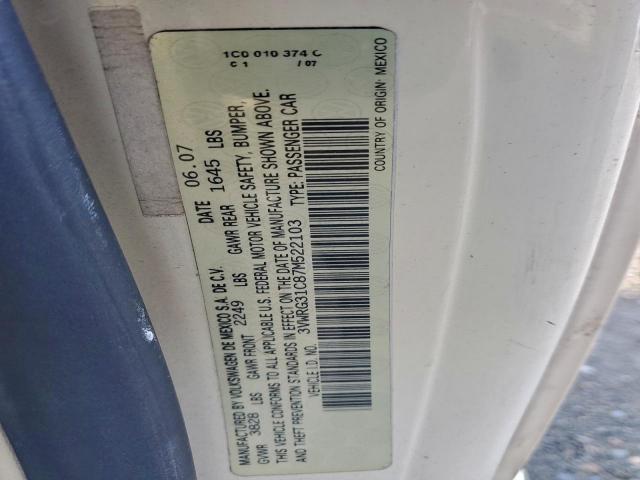 1C0 010 374 C
C 1 /07
MANUFACTURED BY VOLKSWAGEN DE MEXICO S.A. DE C.V. DATE 06.07
GVWR 3828 LBS GAWR FRONT 2249 LBS GAWR REAR 1645 LBS
THIS VEHICLE CONFORMS TO ALL APPLICABLE U.S. FEDERAL MOTOR VEHICLE SAFETY, BUMPER,
AND THEFT PREVENTION STANDARDS IN EFFECT ON THE DATE OF MANUFACTURE SHOWN ABOVE.
VEHICLE I.D. NO. 3VWRG31C87M522103 TYPE: PASSENGER CAR
COUNTRY OF ORIGIN: MEXICO